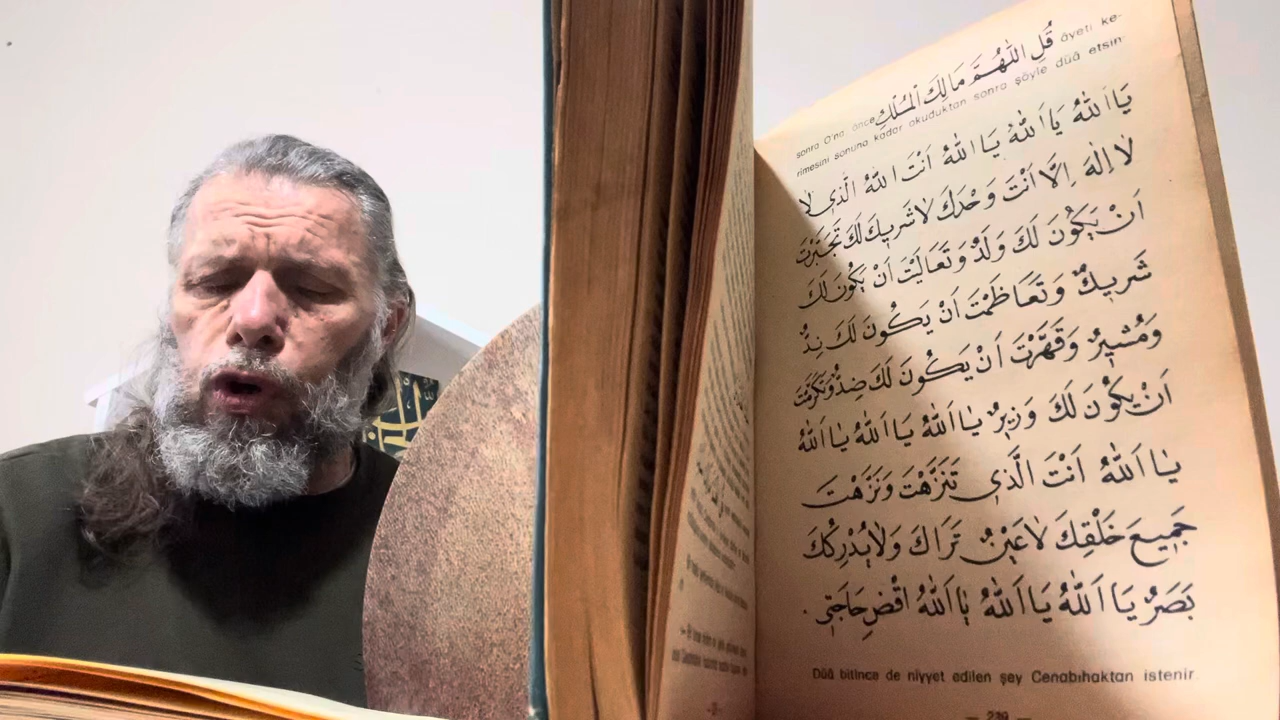 sonra O'na önce قُلِ اللّٰهُمَّ مَالِكَ الْمُلْكِ âyeti ke-
rimesini sonuna kadar okuduktan sonra şöyle düâ etsin·
يَا اَللّٰهُ يَا اَللّٰهُ يَا اَللّٰهُ اَنْتَ اللّٰهُ الَّذٖى لَا
لَا اِلٰهَ اِلَّا اَنْتَ وَحْدَكَ لَا شَرٖيكَ لَكَ تَجَبَّرْتَ
اَنْ يَكُونَ لَكَ وَلَدٌ وَتَعَالَيْتَ اَنْ يَكُونَ لَكَ
شَرٖيكٌ وَتَعَاظَمْتَ اَنْ يَكُونَ لَكَ نِدٌّ
وَمُشٖيرٌ وَقَهَّرْتَ اَنْ يَكُونَ لَكَ ضِدٌّ وَتَكَرَّمْتَ
اَنْ يَكُونَ لَكَ وَزٖيرٌ يَا اَللّٰهُ يَا اَللّٰهُ يَا اَللّٰهُ
يَا اَللّٰهُ اَنْتَ الَّذٖى تَنَزَّهْتَ وَنَزَّهْتَ
جَمٖيعَ خَلْقِكَ لَا عَيْنٌ تَرَاكَ وَلَا يُدْرِكُكَ
بَصَرٌ يَا اَللّٰهُ يَا اَللّٰهُ يَا اَللّٰهُ اقْضِ حَاجَتٖى .
Düâ bitince de niyyet edilen şey Cenabıhaktan istenir
— 239 —